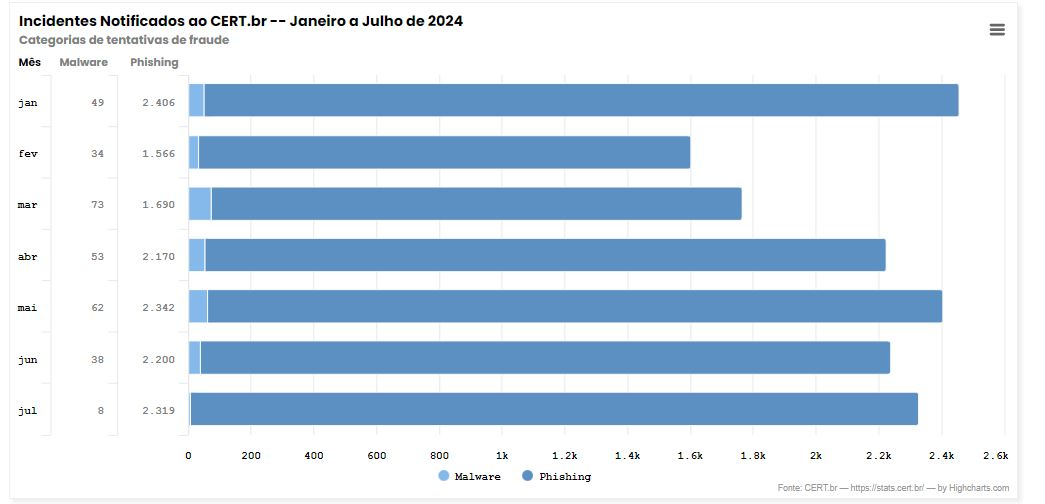 Incidentes Notificados ao CERT.br -- Janeiro a Julho de 2024
Categorias de tentativas de fraude
Mês Malware Phishing
jan 49 2.406
fev 34 1.566
mar 73 1.690
abr 53 2.170
mai 62 2.342
jun 38 2.200
jul 8 2.319
0 200 400 600 800 1k 1.2k 1.4k 1.6k 1.8k 2k 2.2k 2.4k 2.6k
Malware Phishing
Fonte: CERT.br — https://stats.cert.br/ — by Highcharts.com